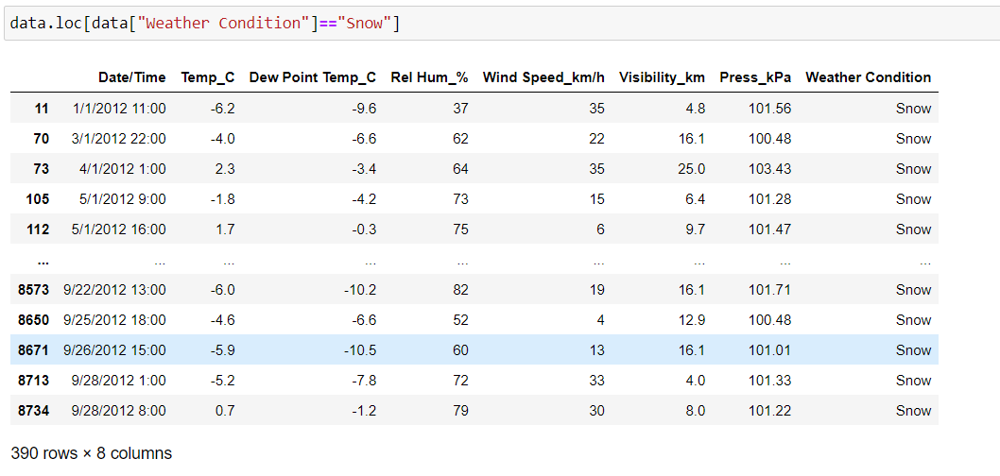 data.loc[data["Weather Condition"]=="Snow"]
Date/Time Temp_C Dew Point Temp_C Rel Hum_% Wind Speed_km/h Visibility_km Press_kPa Weather Condition
11 1/1/2012 11:00 -6.2 -9.6 37 35 4.8 101.56 Snow
70 3/1/2012 22:00 -4.0 -6.6 62 22 16.1 100.48 Snow
73 4/1/2012 1:00 2.3 -3.4 64 35 25.0 103.43 Snow
105 5/1/2012 9:00 -1.8 -4.2 73 15 6.4 101.28 Snow
112 5/1/2012 16:00 1.7 -0.3 75 6 9.7 101.47 Snow
... ... ... ... ... ... ... ... ...
8573 9/22/2012 13:00 -6.0 -10.2 82 19 16.1 101.71 Snow
8650 9/25/2012 18:00 -4.6 -6.6 52 4 12.9 100.48 Snow
8671 9/26/2012 15:00 -5.9 -10.5 60 13 16.1 101.01 Snow
8713 9/28/2012 1:00 -5.2 -7.8 72 33 4.0 101.33 Snow
8734 9/28/2012 8:00 0.7 -1.2 79 30 8.0 101.22 Snow
390 rows × 8 columns